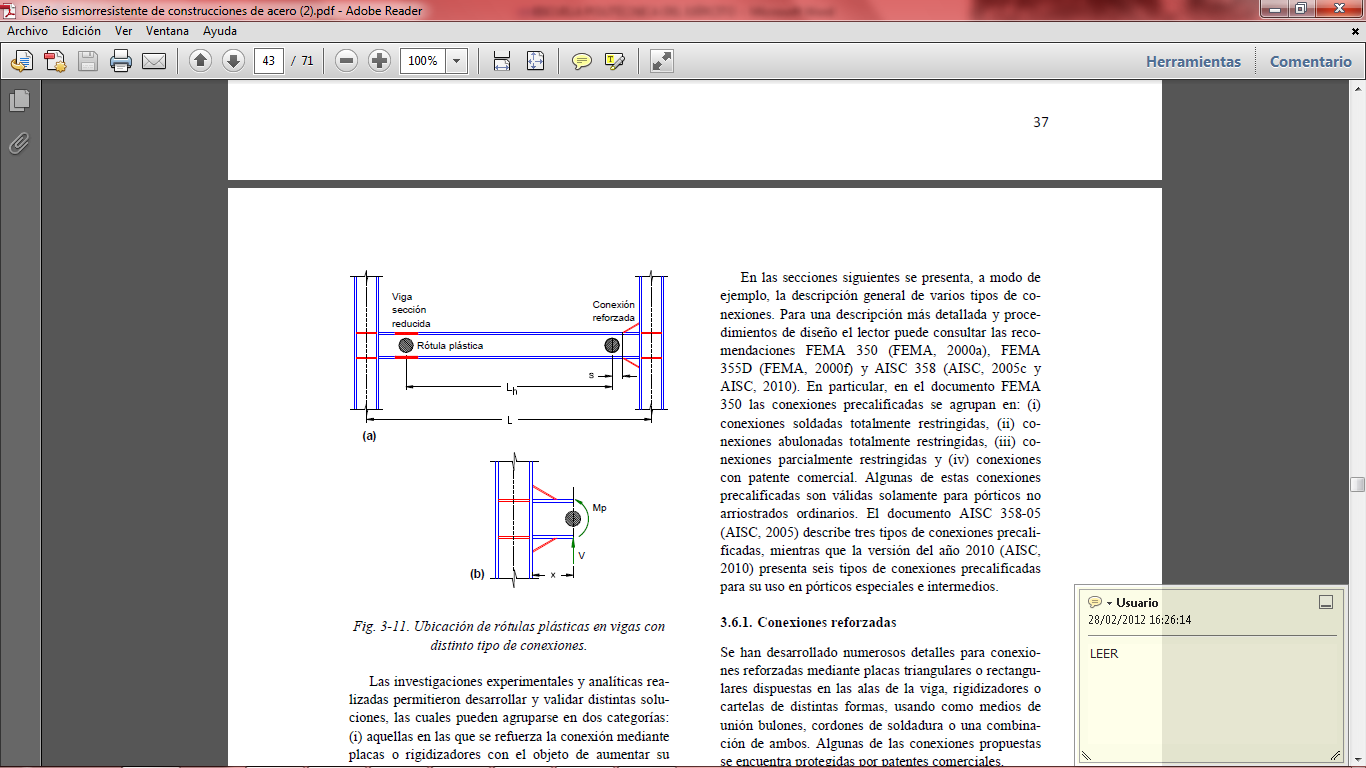 Diseño sismorresistente de construcciones de acero (2).pdf - Adobe Reader
Archivo Edición Ver Ventana Ayuda
43 / 71 100% Herramientas Comentario
37
Viga
sección
reducida
Conexión
reforzada
Rótula plástica
s
Lh
L
(a)
Mp
V
x
(b)
Fig. 3-11. Ubicación de rótulas plásticas en vigas con
distinto tipo de conexiones.
Las investigaciones experimentales y analíticas rea-
lizadas permitieron desarrollar y validar distintas solu-
ciones, las cuales pueden agruparse en dos categorías:
(i) aquellas en las que se refuerza la conexión mediante
placas o rigidizadores con el objeto de aumentar su
En las secciones siguientes se presenta, a modo de
ejemplo, la descripción general de varios tipos de co-
nexiones. Para una descripción más detallada y proce-
dimientos de diseño el lector puede consultar las reco-
mendaciones FEMA 350 (FEMA, 2000a), FEMA
355D (FEMA, 2000f) y AISC 358 (AISC, 2005c y
AISC, 2010). En particular, en el documento FEMA
350 las conexiones precalificadas se agrupan en: (i)
conexiones soldadas totalmente restringidas, (ii) co-
nexiones abulonadas totalmente restringidas, (iii) co-
nexiones parcialmente restringidas y (iv) conexiones
con patente comercial. Algunas de estas conexiones
precalificadas son válidas solamente para pórticos no
arriostrados ordinarios. El documento AISC 358-05
(AISC, 2005) describe tres tipos de conexiones precali-
ficadas, mientras que la versión del año 2010 (AISC,
2010) presenta seis tipos de conexiones precalificadas
para su uso en pórticos especiales e intermedios.
3.6.1. Conexiones reforzadas
Se han desarrollado numerosos detalles para conexio-
nes reforzadas mediante placas triangulares o rectangu-
lares dispuestas en las alas de la viga, rigidizadores o
cartelas de distintas formas, usando como medios de
unión bulones, cordones de soldadura o una combina-
ción de ambos. Algunas de las conexiones propuestas
se encuentra protegidas por patentes comerciales.
Usuario
28/02/2012 16:26:14
LEER